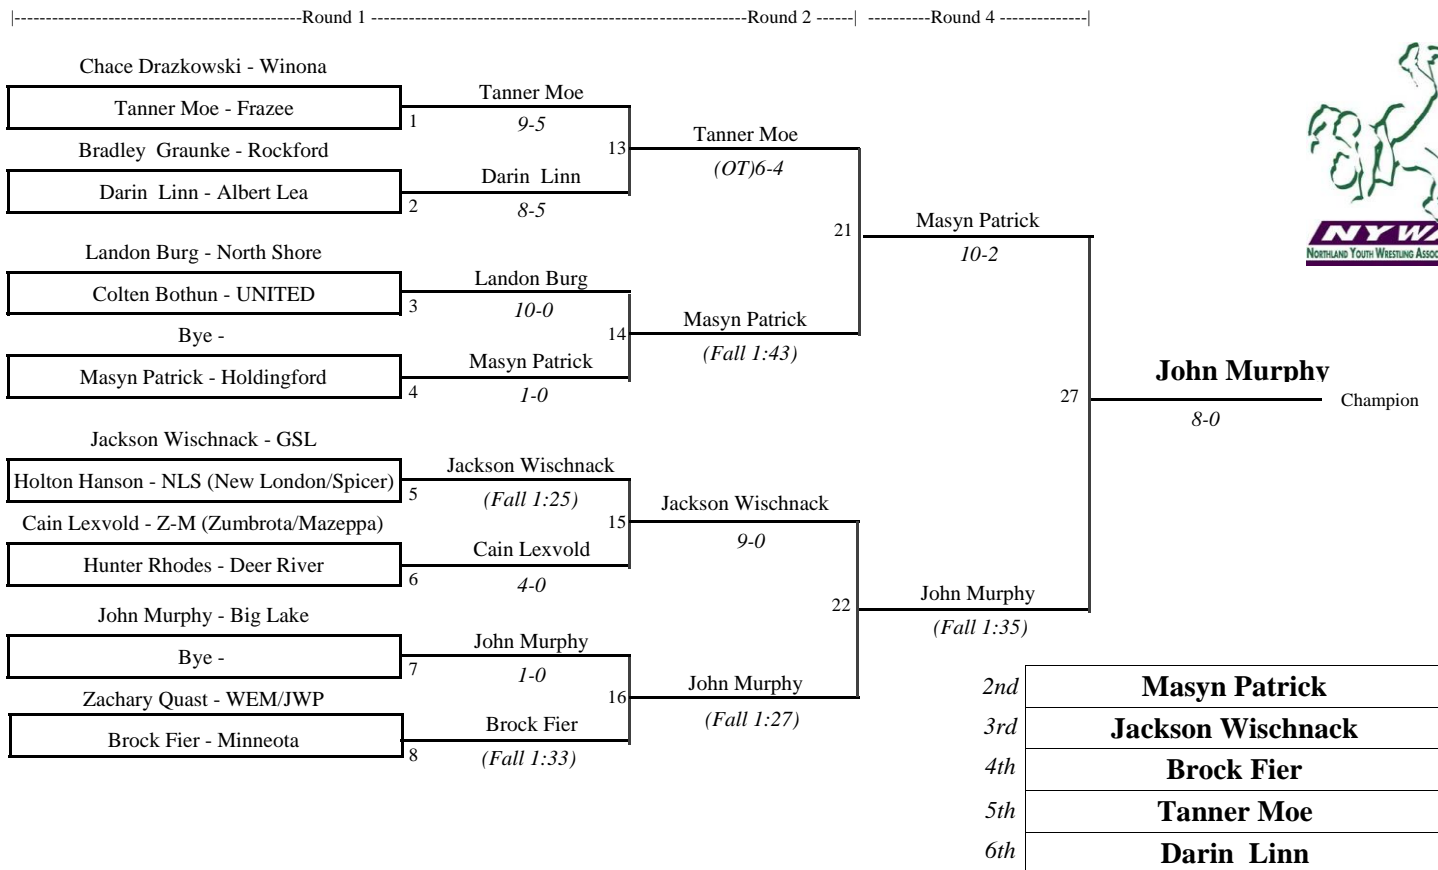 |-----------------------------------------------Round 1 -------------------------------------------------------------Round 2 ------| ----------Round 4 --------------|
Chace Drazkowski - Winona
Tanner Moe - Frazee
1
Tanner Moe
9-5
Bradley  Graunke - Rockford
Darin  Linn - Albert Lea
2
Darin  Linn
8-5
13
Tanner Moe
(OT)6-4
Landon Burg - North Shore
Colten Bothun - UNITED
3
Landon Burg
10-0
Bye -
Masyn Patrick - Holdingford
4
Masyn Patrick
1-0
14
Masyn Patrick
(Fall 1:43)
21
Masyn Patrick
10-2
Jackson Wischnack - GSL
Holton Hanson - NLS (New London/Spicer)
5
Jackson Wischnack
(Fall 1:25)
Cain Lexvold - Z-M (Zumbrota/Mazeppa)
Hunter Rhodes - Deer River
6
Cain Lexvold
4-0
15
Jackson Wischnack
9-0
John Murphy - Big Lake
Bye -
7
John Murphy
1-0
Zachary Quast - WEM/JWP
Brock Fier - Minneota
8
Brock Fier
(Fall 1:33)
16
John Murphy
(Fall 1:27)
22
John Murphy
(Fall 1:35)
27
John Murphy
Champion
8-0
NYWA
NORTHLAND YOUTH WRESTLING ASSOC
2nd Masyn Patrick
3rd Jackson Wischnack
4th Brock Fier
5th Tanner Moe
6th Darin  Linn